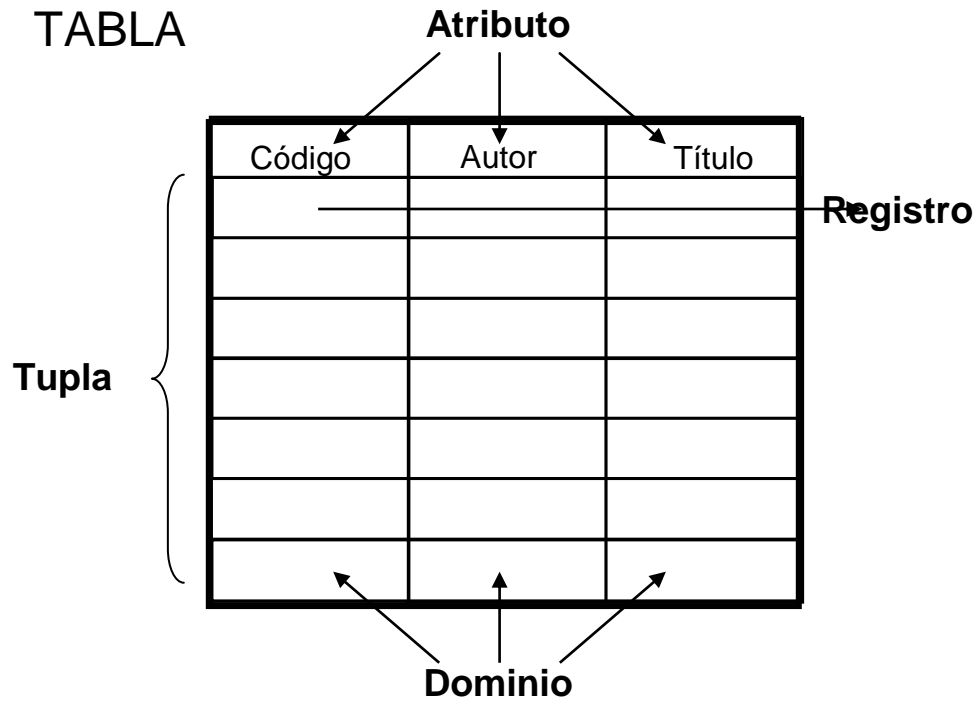 TABLA
Atributo
Código Autor Título
Registro
Tupla
Dominio